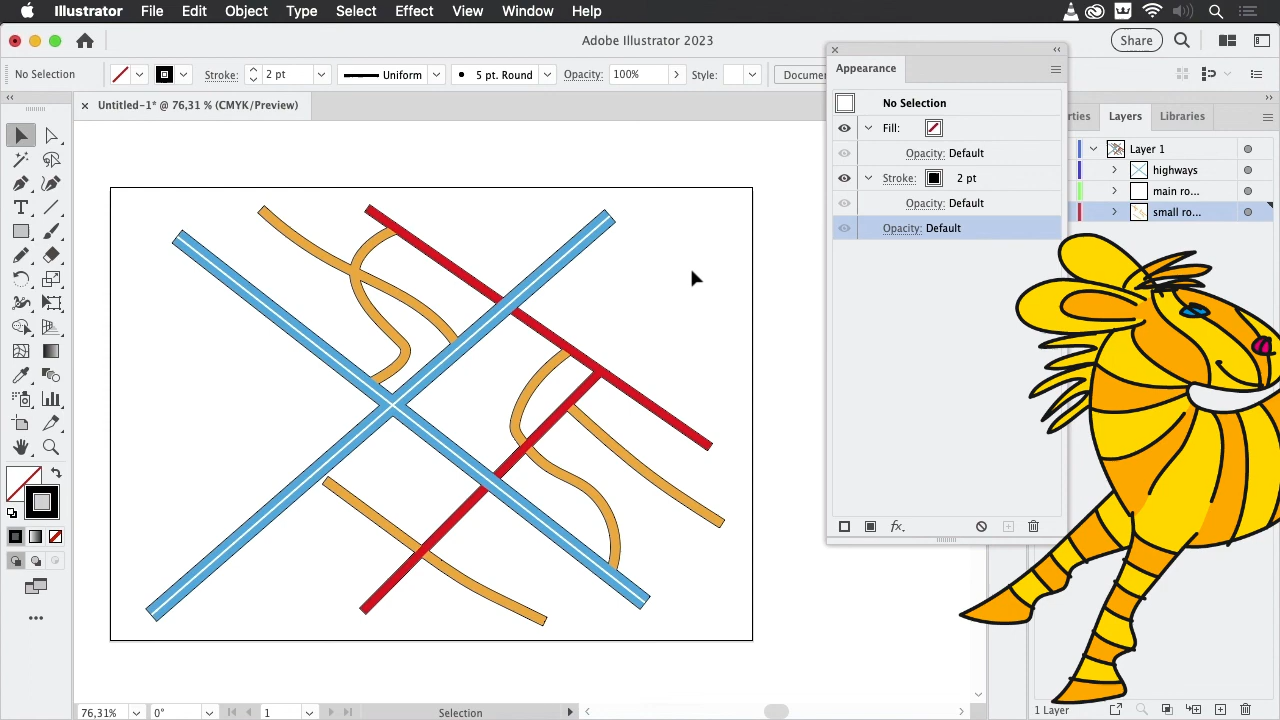 Illustrator File Edit Object Type Select Effect View Window Help
Adobe Illustrator 2023
Share
No Selection
Stroke: 2 pt
Uniform
5 pt. Round
Opacity: 100%
Style:
Documen
Untitled-1* @ 76,31 % (CMYK/Preview)
Appearance
No Selection
Fill:
Opacity: Default
Stroke: 2 pt
Opacity: Default
Opacity: Default
fx.
rties Layers Libraries
Layer 1
highways
main ro...
small ro...
76,31% 0° 1 Selection
1 Layer